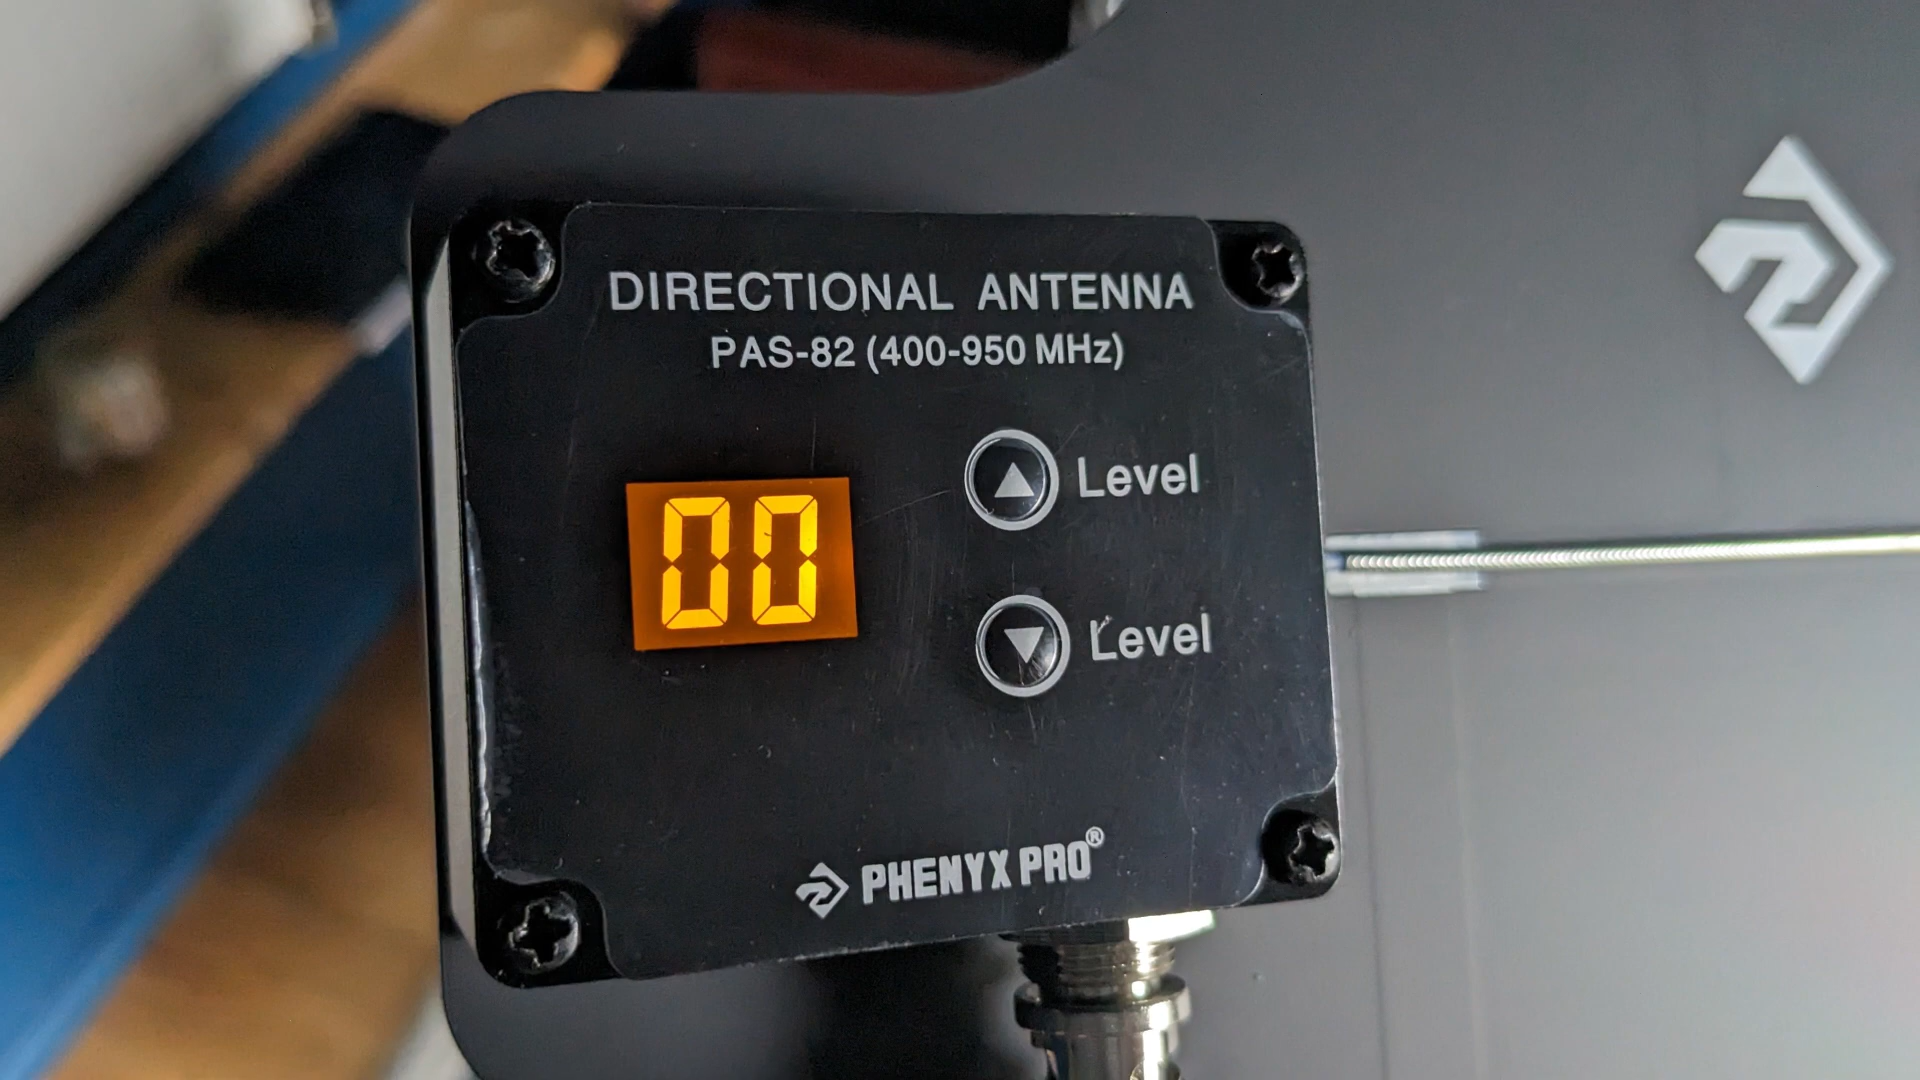 DIRECTIONAL ANTENNA
PAS-82 (400-950 MHz)
00
Level
Level
PHENYX PRO®